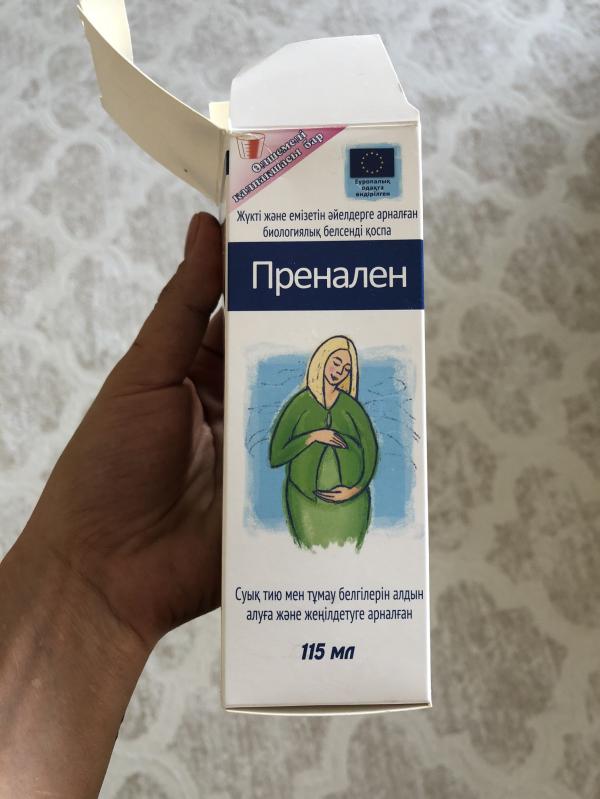 Өлшемелі
қалпақшасы бар
Еуропалық
одақта
өндірілген
Жүкті және емізетін әйелдерге арналған
биологиялық белсенді қоспа
Пренален
Суық тию мен тұмау белгілерін алдын
алуға және жеңілдетуге арналған
115 мл